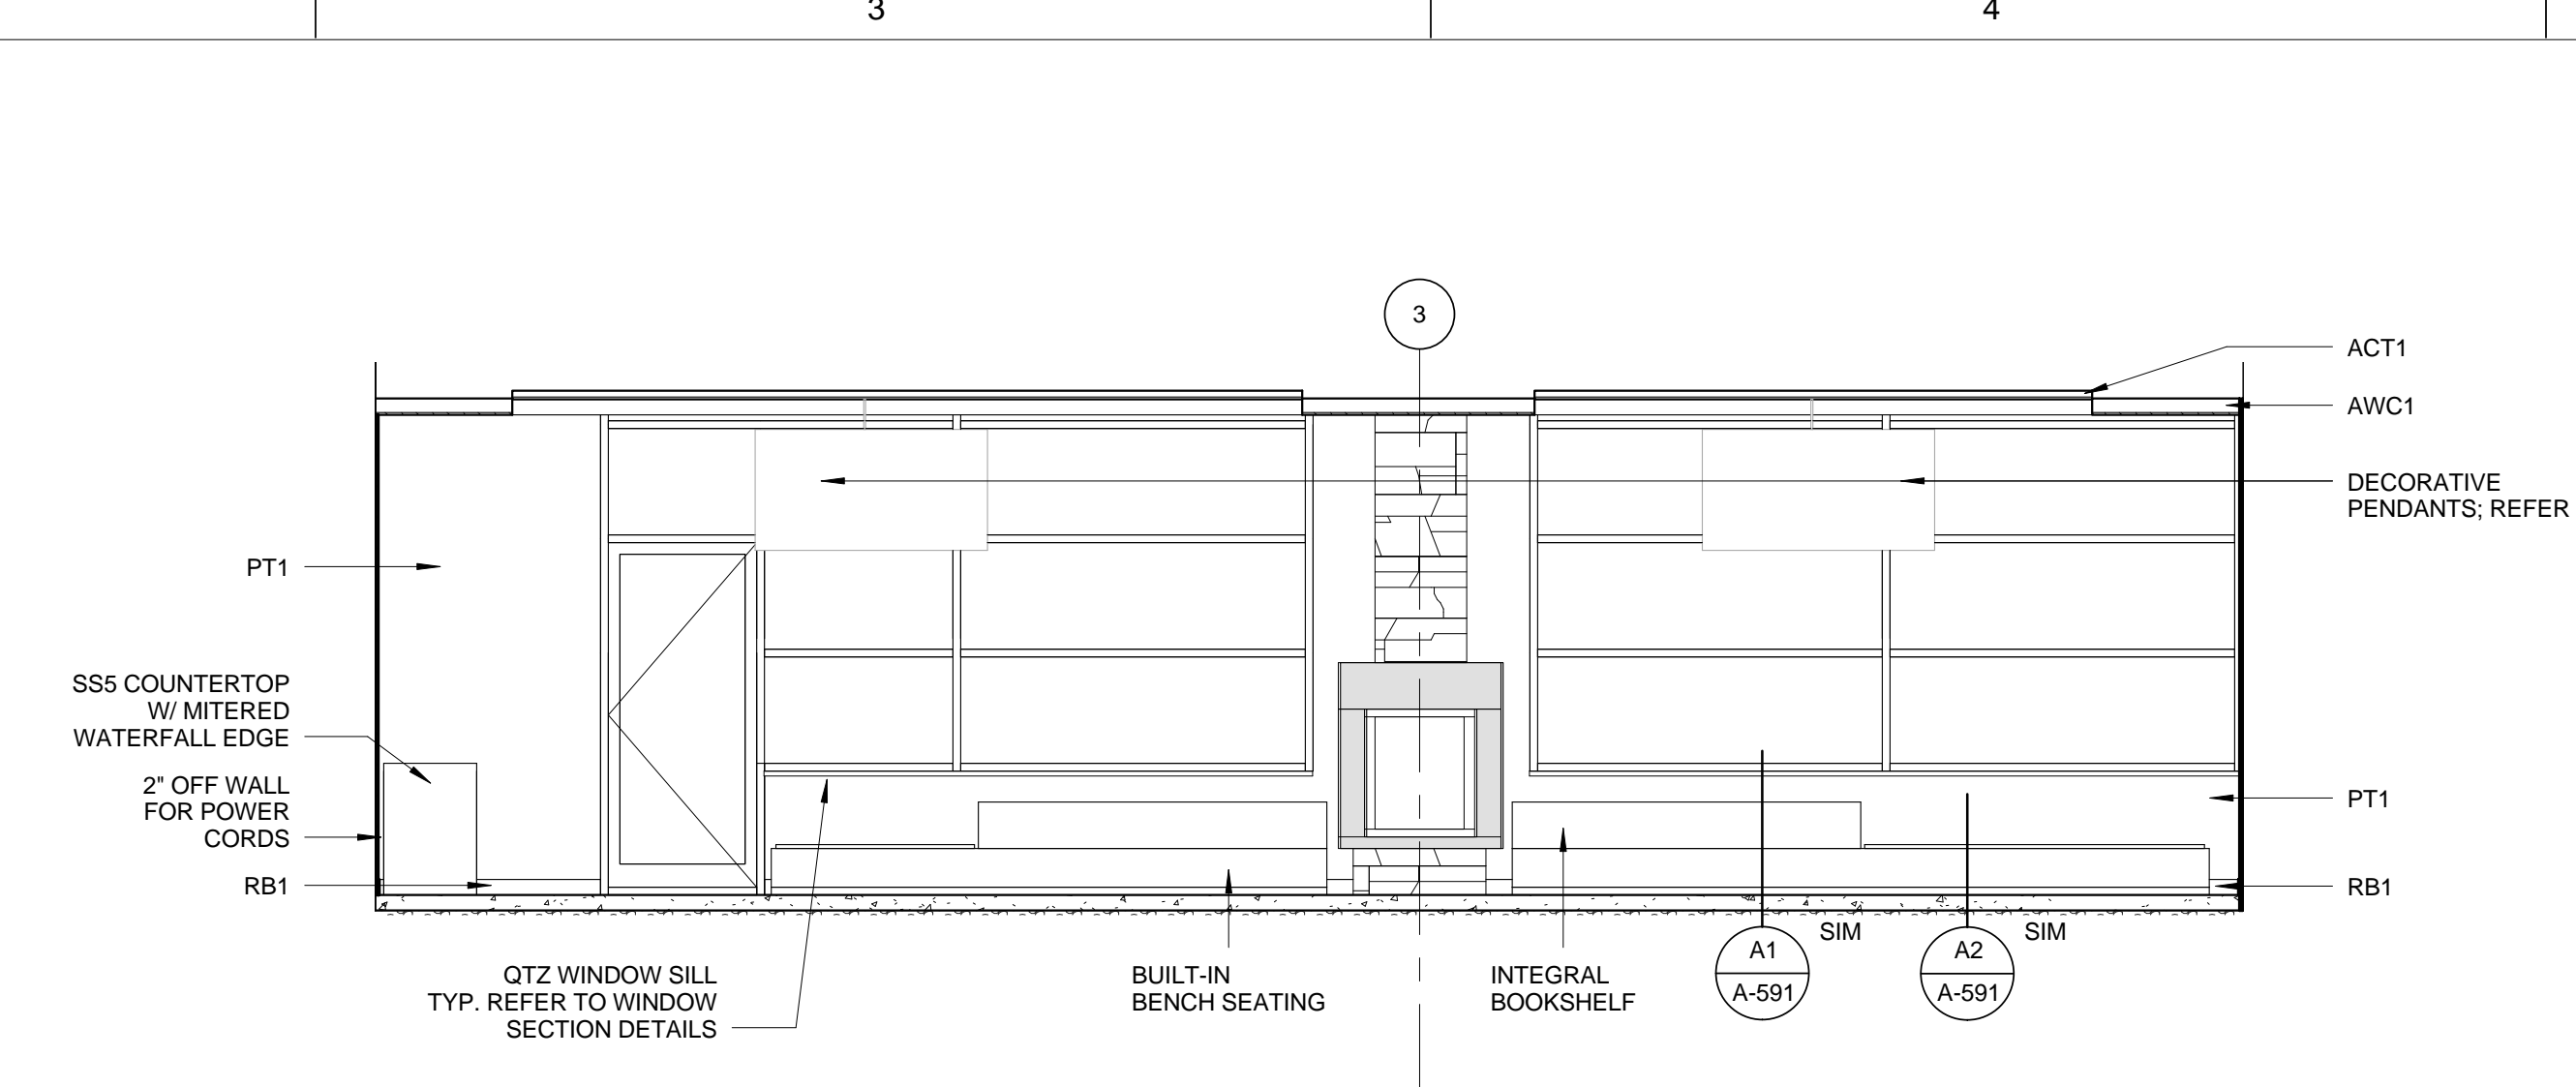 3
4
3
ACT1
AWC1
DECORATIVE
PENDANTS; REFER
PT1
SS5 COUNTERTOP
W/ MITERED
WATERFALL EDGE
2" OFF WALL
FOR POWER
CORDS
RB1
PT1
RB1
QTZ WINDOW SILL
TYP. REFER TO WINDOW
SECTION DETAILS
BUILT-IN
BENCH SEATING
INTEGRAL
BOOKSHELF
SIM
A1
A-591
SIM
A2
A-591